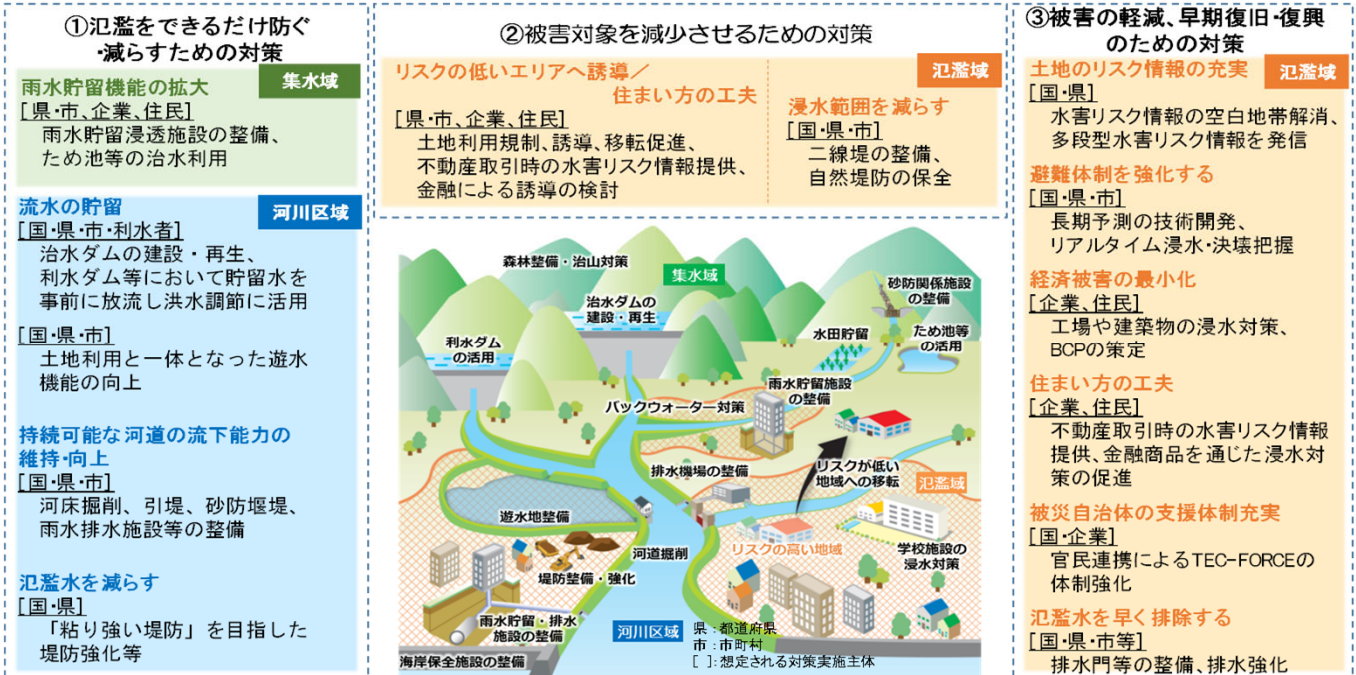 ①氾濫をできるだけ防ぐ
・減らすための対策
集水域
雨水貯留機能の拡大
[県・市、企業、住民]
雨水貯留浸透施設の整備、
ため池等の治水利用
流水の貯留
河川区域
[国・県・市・利水者]
治水ダムの建設・再生、
利水ダム等において貯留水を
事前に放流し洪水調節に活用
[国・県・市]
土地利用と一体となった遊水
機能の向上
持続可能な河道の流下能力の
維持・向上
[国・県・市]
河床掘削、引堤、砂防堰堤、
雨水排水施設等の整備
氾濫水を減らす
[国・県]
「粘り強い堤防」を目指した
堤防強化等
②被害対象を減少させるための対策
リスクの低いエリアへ誘導／
住まい方の工夫
[県・市、企業、住民]
土地利用規制、誘導、移転促進、
不動産取引時の水害リスク情報提供、
金融による誘導の検討
氾濫域
浸水範囲を減らす
[国・県・市]
二線堤の整備、
自然堤防の保全
森林整備・治山対策
集水域
砂防関係施設
の整備
治水ダムの
建設・再生
水田貯留
ため池等
の活用
利水ダム
の活用
雨水貯留施設
の整備
バックウォーター対策
排水機場の整備
リスクが低い
地域への移転
氾濫域
遊水地整備
河道掘削
リスクの高い地域
学校施設の
浸水対策
堤防整備・強化
雨水貯留・排水
施設の整備
河川区域
海岸保全施設の整備
県：都道府県
市：市町村
[ ]：想定される対策実施主体
③被害の軽減、早期復旧・復興
のための対策
土地のリスク情報の充実
氾濫域
[国・県]
水害リスク情報の空白地帯解消、
多段型水害リスク情報を発信
避難体制を強化する
[国・県・市]
長期予測の技術開発、
リアルタイム浸水・決壊把握
経済被害の最小化
[企業、住民]
工場や建築物の浸水対策、
BCPの策定
住まい方の工夫
[企業、住民]
不動産取引時の水害リスク情報
提供、金融商品を通じた浸水対
策の促進
被災自治体の支援体制充実
[国・企業]
官民連携によるTEC-FORCEの
体制強化
氾濫水を早く排除する
[国・県・市等]
排水門等の整備、排水強化